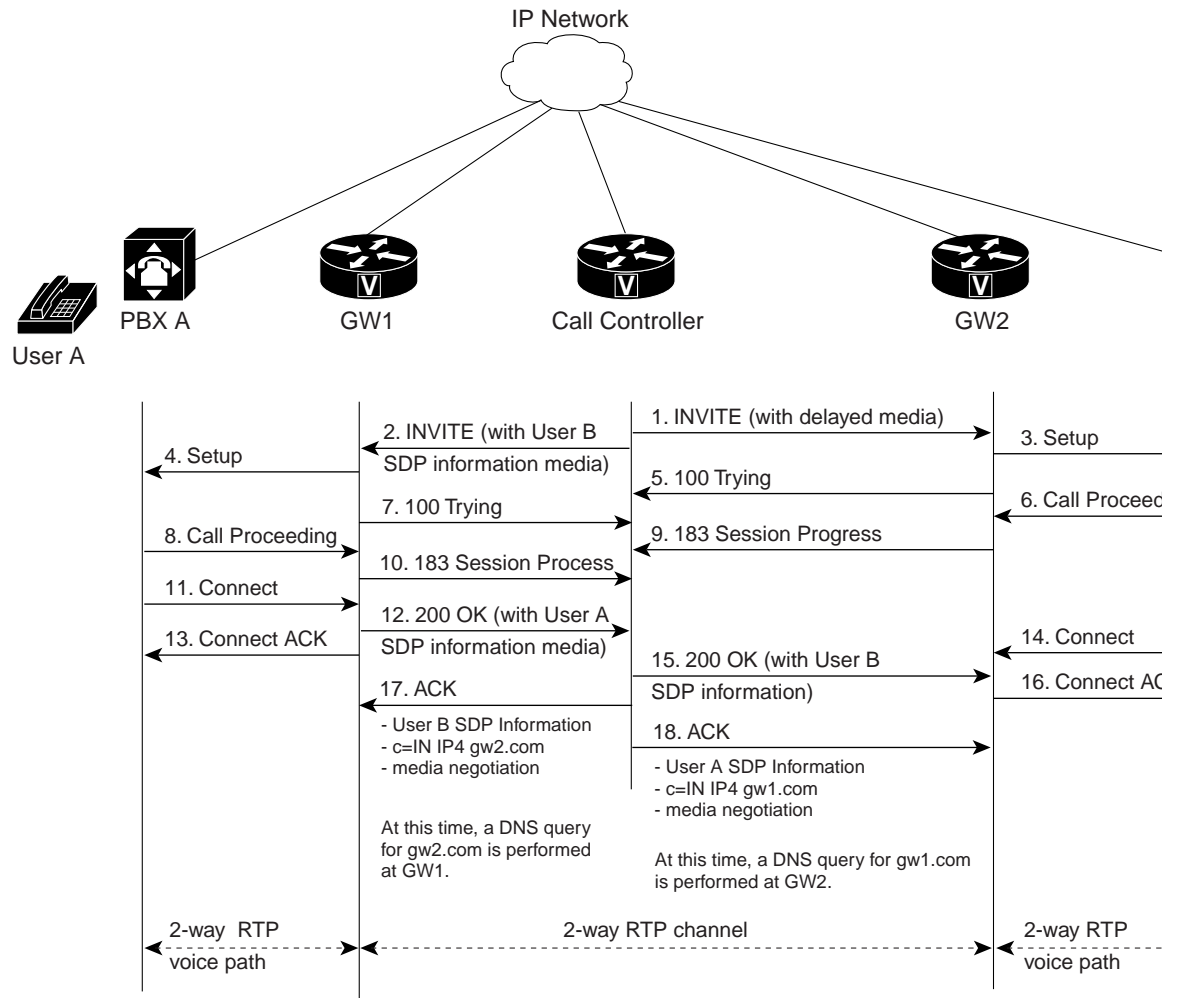 IP Network
PBX A
GW1
Call Controller
GW2
User A
1. INVITE (with delayed media)
2. INVITE (with User B
SDP information media)
3. Setup
4. Setup
5. 100 Trying
6. Call Proceed
7. 100 Trying
8. Call Proceeding
9. 183 Session Progress
10. 183 Session Process
11. Connect
12. 200 OK (with User A
SDP information media)
13. Connect ACK
14. Connect
15. 200 OK (with User B
SDP information)
16. Connect AC
17. ACK
- User B SDP Information
- c=IN IP4 gw2.com
- media negotiation
18. ACK
- User A SDP Information
- c=IN IP4 gw1.com
- media negotiation
At this time, a DNS query
for gw2.com is performed
at GW1.
At this time, a DNS query for gw1.com
is performed at GW2.
2-way RTP
voice path
2-way RTP channel
2-way RTP
voice path
V
V
V